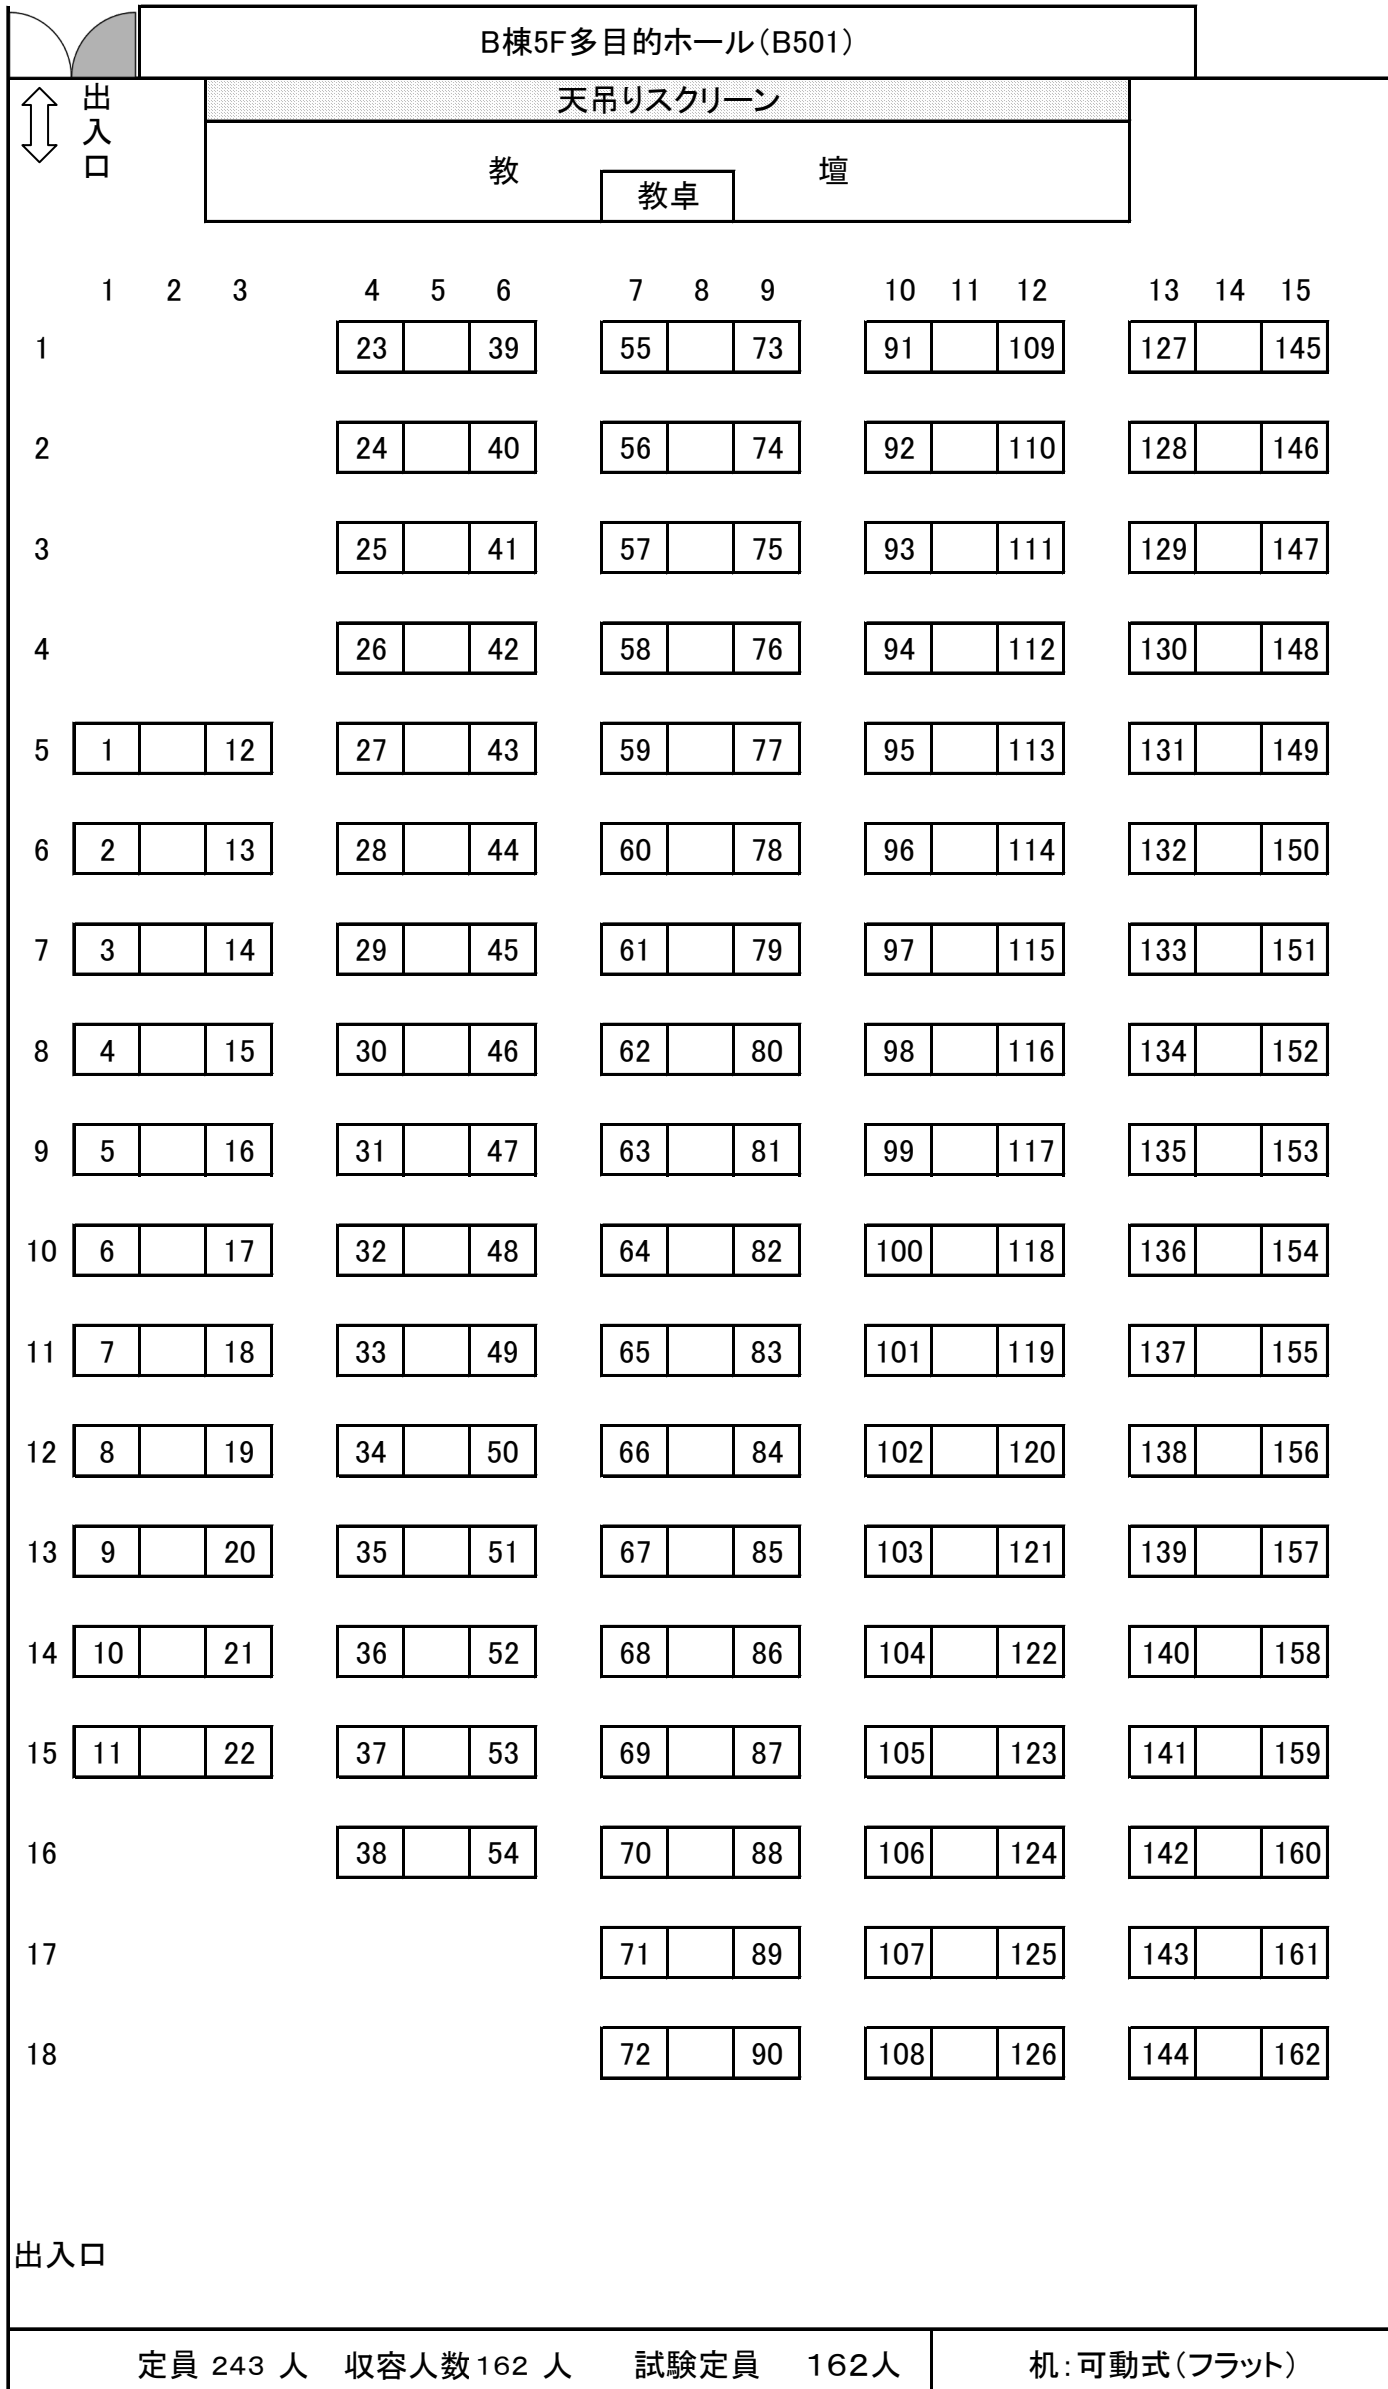 B棟5F多目的ホール（B501）
天吊りスクリーン
出入口
教 壇
教卓
1 2 3 4 5 6 7 8 9 10 11 12 13 14 15
1 23 39 55 73 91 109 127 145
2 24 40 56 74 92 110 128 146
3 25 41 57 75 93 111 129 147
4 26 42 58 76 94 112 130 148
5 1 12 27 43 59 77 95 113 131 149
6 2 13 28 44 60 78 96 114 132 150
7 3 14 29 45 61 79 97 115 133 151
8 4 15 30 46 62 80 98 116 134 152
9 5 16 31 47 63 81 99 117 135 153
10 6 17 32 48 64 82 100 118 136 154
11 7 18 33 49 65 83 101 119 137 155
12 8 19 34 50 66 84 102 120 138 156
13 9 20 35 51 67 85 103 121 139 157
14 10 21 36 52 68 86 104 122 140 158
15 11 22 37 53 69 87 105 123 141 159
16 38 54 70 88 106 124 142 160
17 71 89 107 125 143 161
18 72 90 108 126 144 162
出入口
定員 243 人 収容人数162 人 試験定員 162人 机：可動式（フラット）